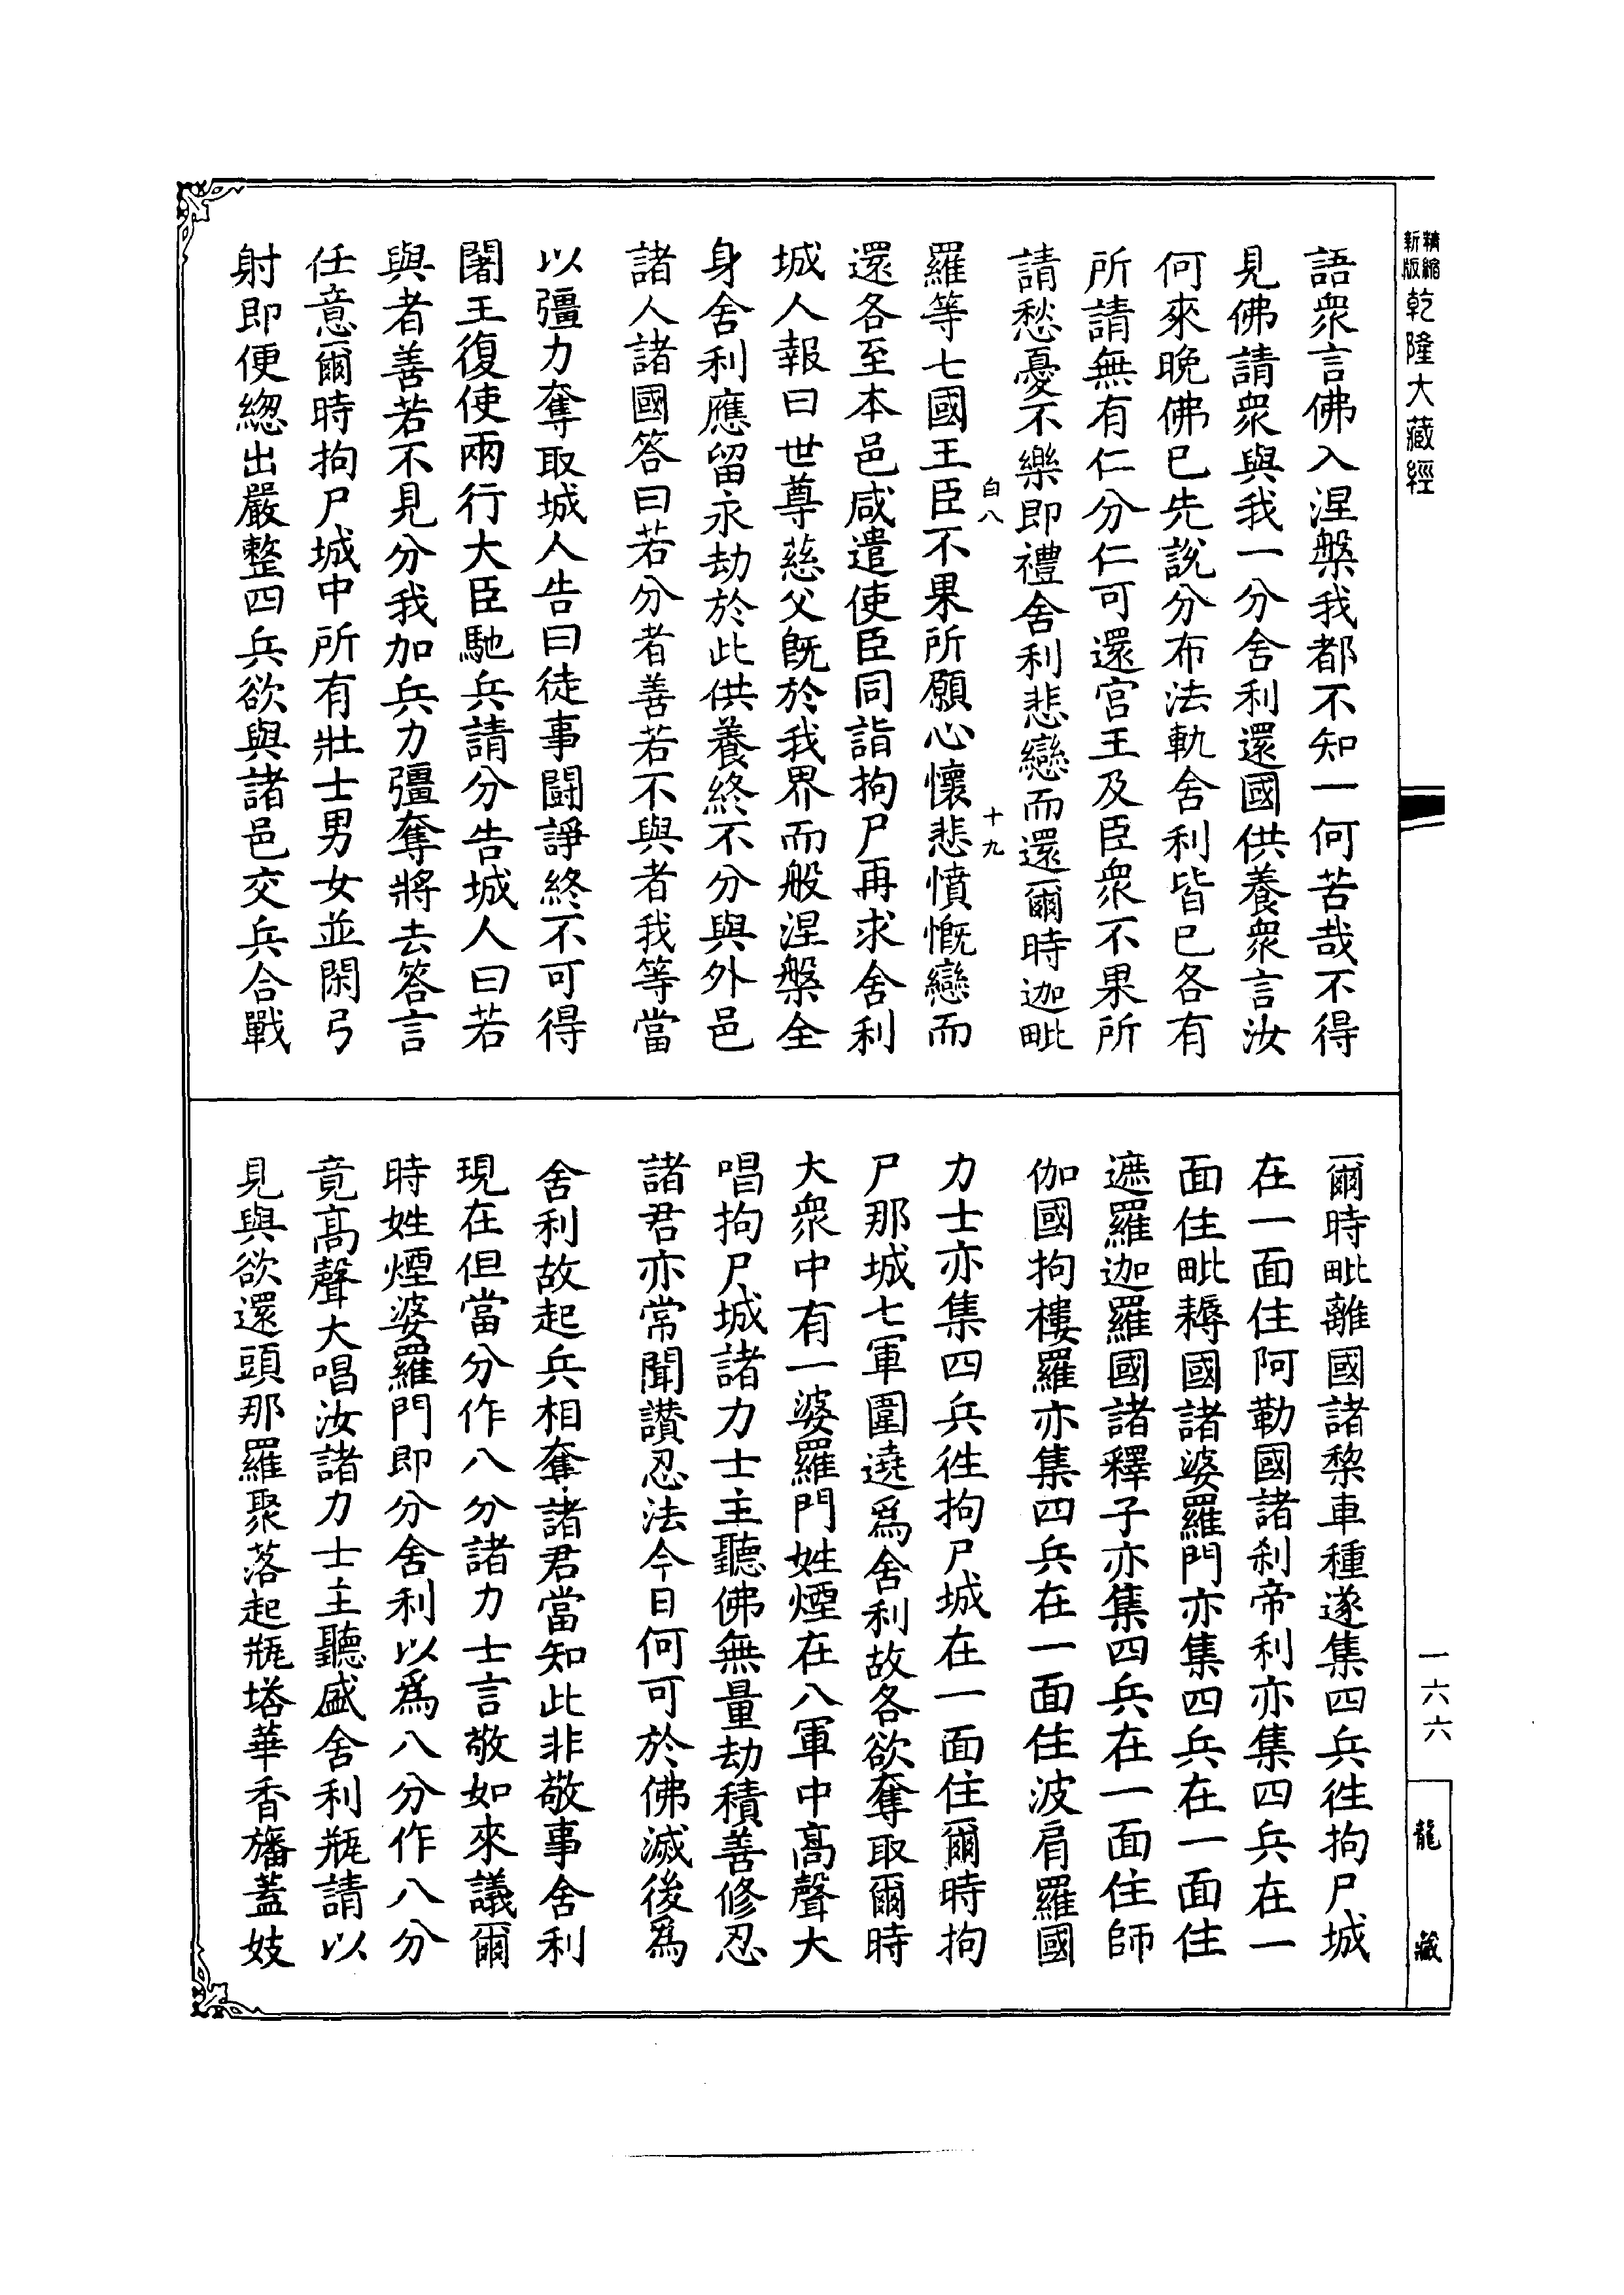 精縮
新版
乾隆大藏經
語衆言佛入涅槃我都不知一何苦哉不得
見佛請衆與我一分舍利還國供養衆言汝
何來晚佛已先說分布法軌舍利皆已各有
所請無有仁分仁可還宮王及臣衆不果所
請愁憂不樂即禮舍利悲戀而還爾時迦毗
白八
十九
羅等七國王臣不果所願心懷悲憤慨戀而
還各至本邑咸遣使臣同詣拘尸再求舍利
城人報曰世尊慈父既於我界而般涅槃全
身舍利應留永劫於此供養終不分與外邑
諸人諸國答曰若分者善若不與者我等當
以彊力奪取城人告曰徒事鬪諍終不可得
闍王復使兩行大臣馳兵請分告城人曰若
與者善若不見分我加兵力彊奪將去答言
任意爾時拘尸城中所有壯士男女並閑弓
射即便緫出嚴整四兵欲與諸邑交兵合戰
爾時毗離國諸黎車種遂集四兵徃拘尸城
在一面住阿勒國諸剎帝利亦集四兵在一
面住毗耨國諸婆羅門亦集四兵在一面住
遮羅迦羅國諸釋子亦集四兵在一面住師
伽國拘樓羅亦集四兵在一面住波肩羅國
力士亦集四兵徃拘尸城在一面住爾時拘
尸那城七軍圍遶爲舍利故各欲奪取爾時
大衆中有一婆羅門姓煙在八軍中高聲大
唱拘尸城諸力士主聽佛無量劫積善修忍
諸君亦常聞讚忍法今日何可於佛滅後爲
舍利故起兵相奪諸君當知此非敬事舍利
現在但當分作八分諸力士言敬如來議爾
時姓煙婆羅門即分舍利以爲八分作八分
竟高聲大唱汝諸力士主聽盛舍利瓶請以
見與欲還頭那羅聚落起瓶塔華香旛蓋妓
一六六
龍藏